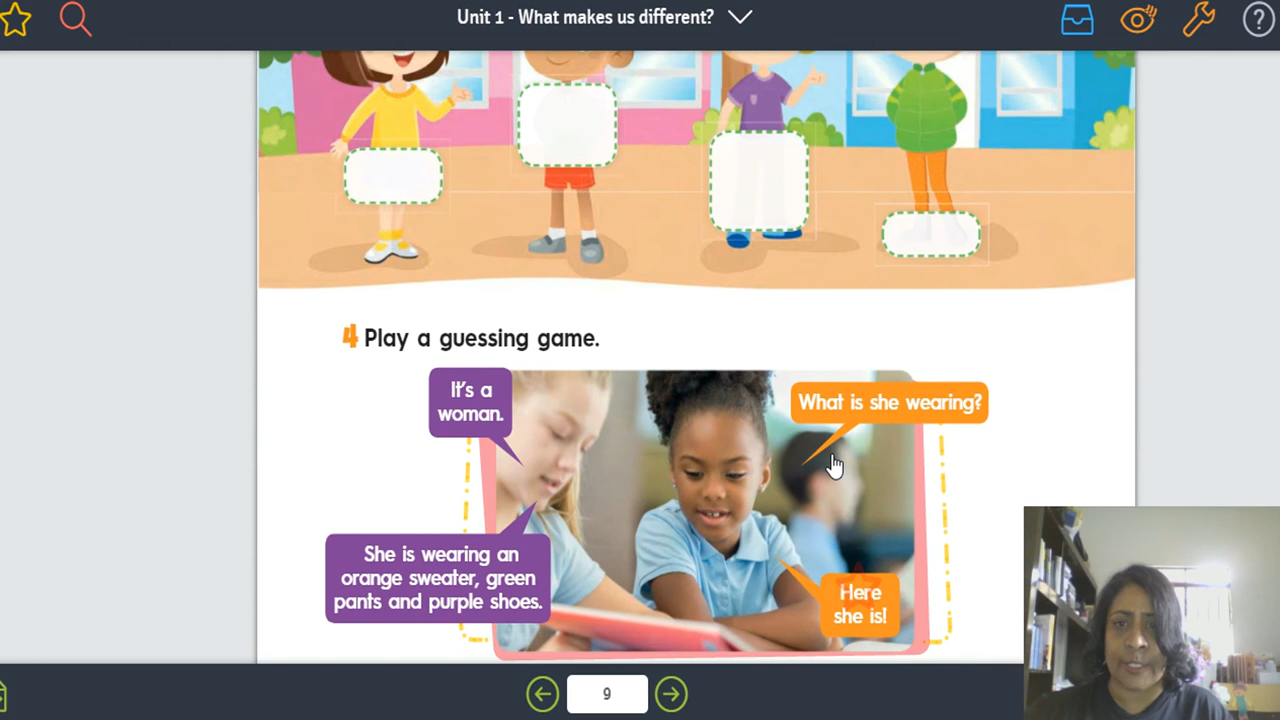 Unit 1 - What makes us different?
4 Play a guessing game.
It's a
woman.
What is she wearing?
She is wearing an
orange sweater, green
pants and purple shoes.
Here
she is!
9